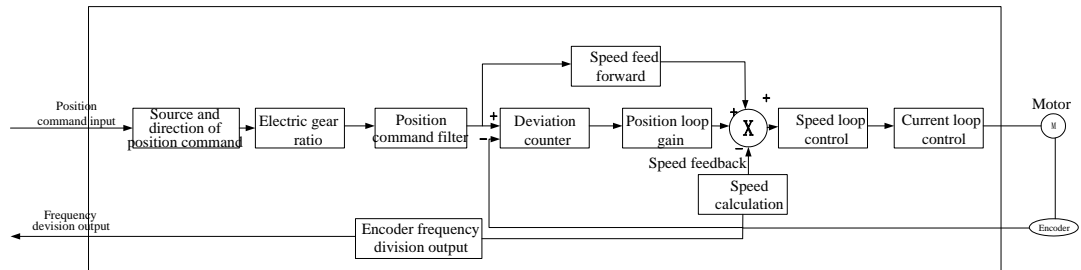 Speed feed
forward
Position
command input
Source and
direction of
position command
Electric gear
ratio
Position
command filter
+
−
Deviation
counter
Position loop
gain
+
+
X
−
Speed loop
control
Current loop
control
Motor
M
Speed feedback
Speed
calculation
Encoder
Frequency
devision output
Encoder frequency
division output